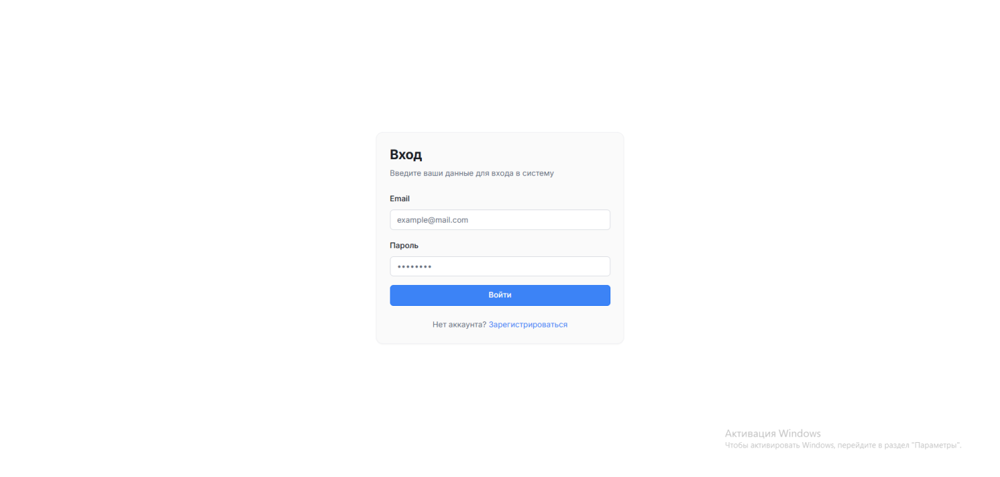 Вход
Введите ваши данные для входа в систему
Email
example@mail.com
Пароль
••••••••
Войти
Нет аккаунта? Зарегистрироваться
Активация Windows
Чтобы активировать Windows, перейдите в раздел "Параметры".